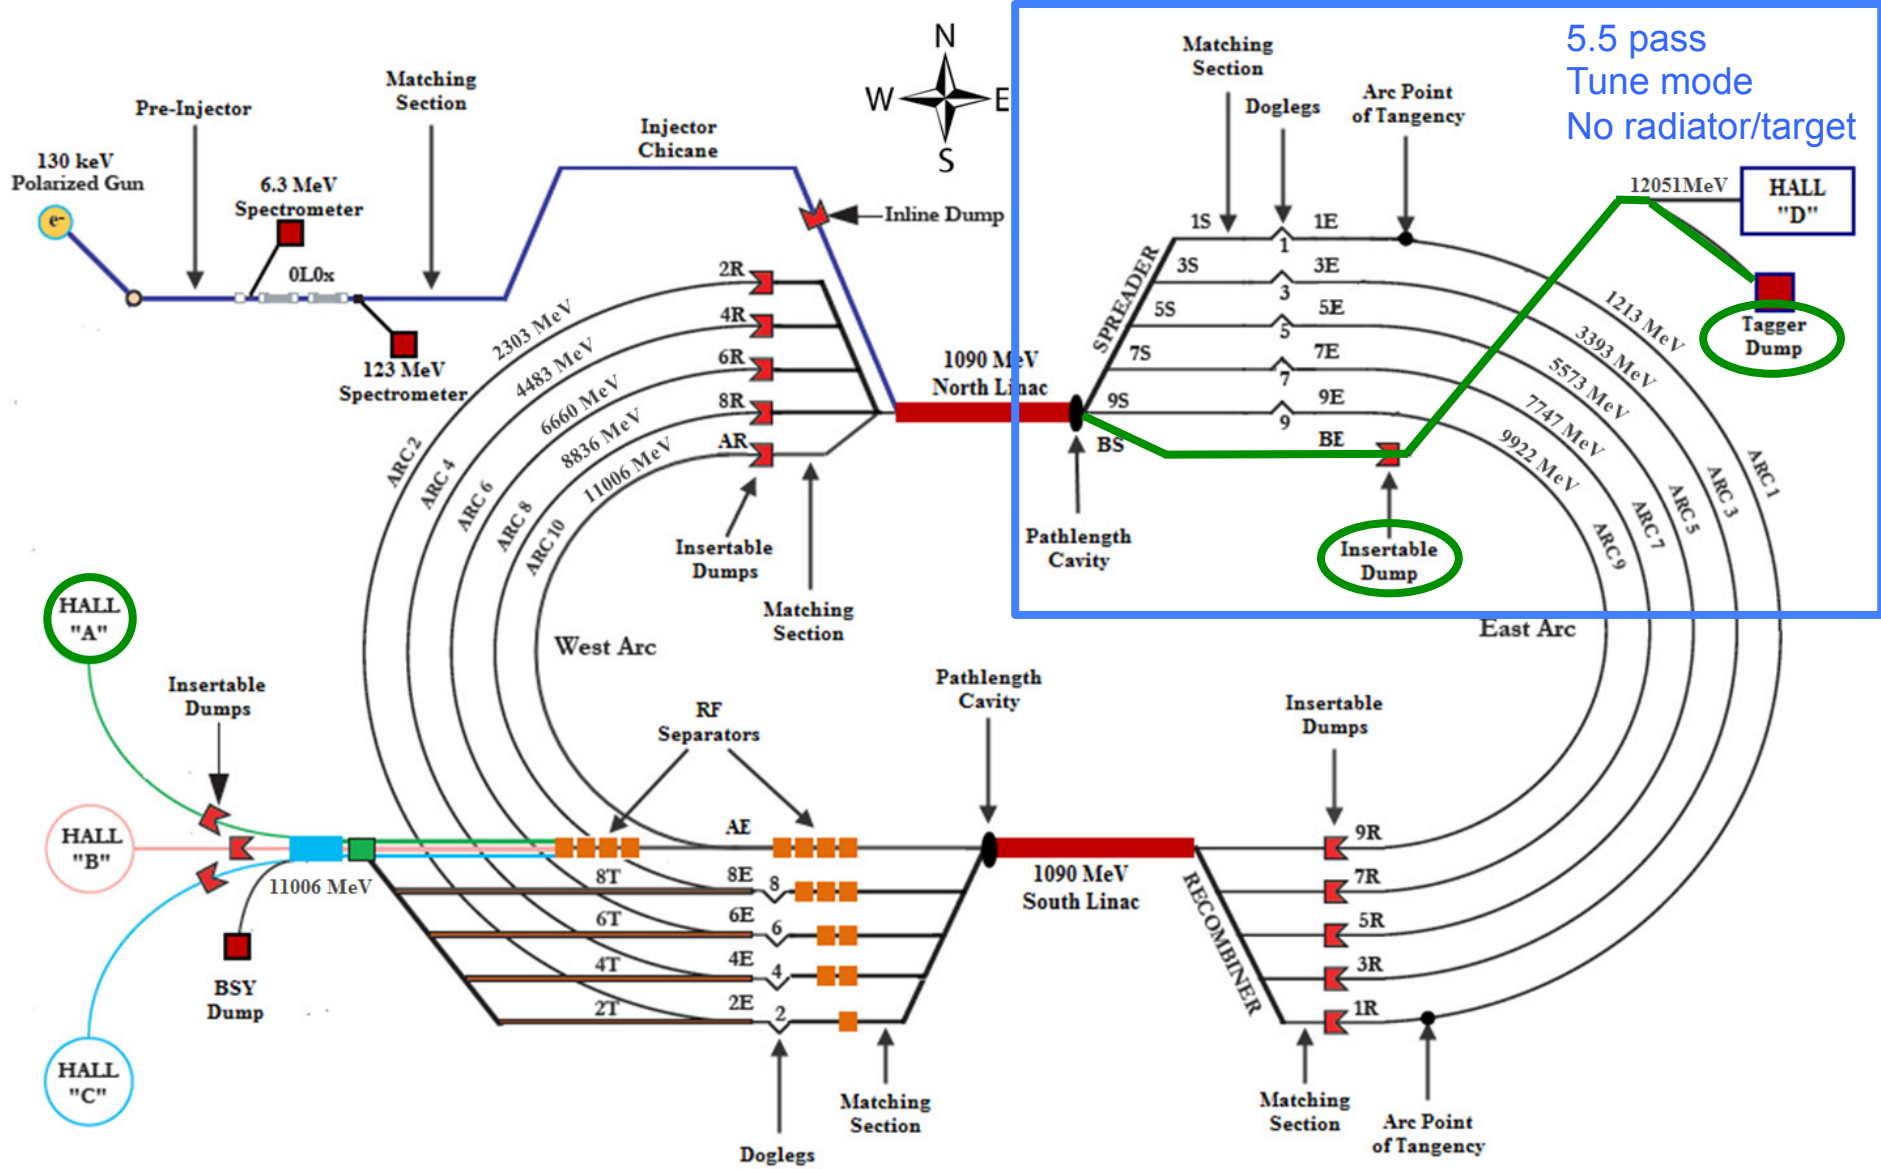 N
W
E
S
5.5 pass
Tune mode
No radiator/target
Matching
Section
Doglegs
Arc Point
of Tangency
Pre-Injector
Matching
Section
Injector
Chicane
130 keV
Polarized Gun
e-
6.3 MeV
Spectrometer
0L0x
123 MeV
Spectrometer
Inline Dump
12051MeV
HALL
"D"
Tagger
Dump
SPREADER
1S
1
1E
3S
3
3E
5S
5
5E
7S
7
7E
9S
9
9E
BS
BE
1213 MeV
3393 MeV
5573 MeV
7747 MeV
9922 MeV
ARC 1
ARC 3
ARC 5
ARC 7
ARC 9
2R
4R
6R
8R
AR
2303 MeV
4483 MeV
6660 MeV
8836 MeV
11006 MeV
ARC 2
ARC 4
ARC 6
ARC 8
ARC 10
1090 MeV
North Linac
Pathlength
Cavity
Insertable
Dump
Insertable
Dumps
Matching
Section
West Arc
East Arc
HALL
"A"
Insertable
Dumps
RF
Separators
Pathlength
Cavity
Insertable
Dumps
HALL
"B"
11006 MeV
BSY
Dump
HALL
"C"
AE
8T
8E
8
6T
6E
6
4T
4E
4
2T
2E
2
1090 MeV
South Linac
RECOMBINER
9R
7R
5R
3R
1R
Doglegs
Matching
Section
Matching
Section
Arc Point
of Tangency